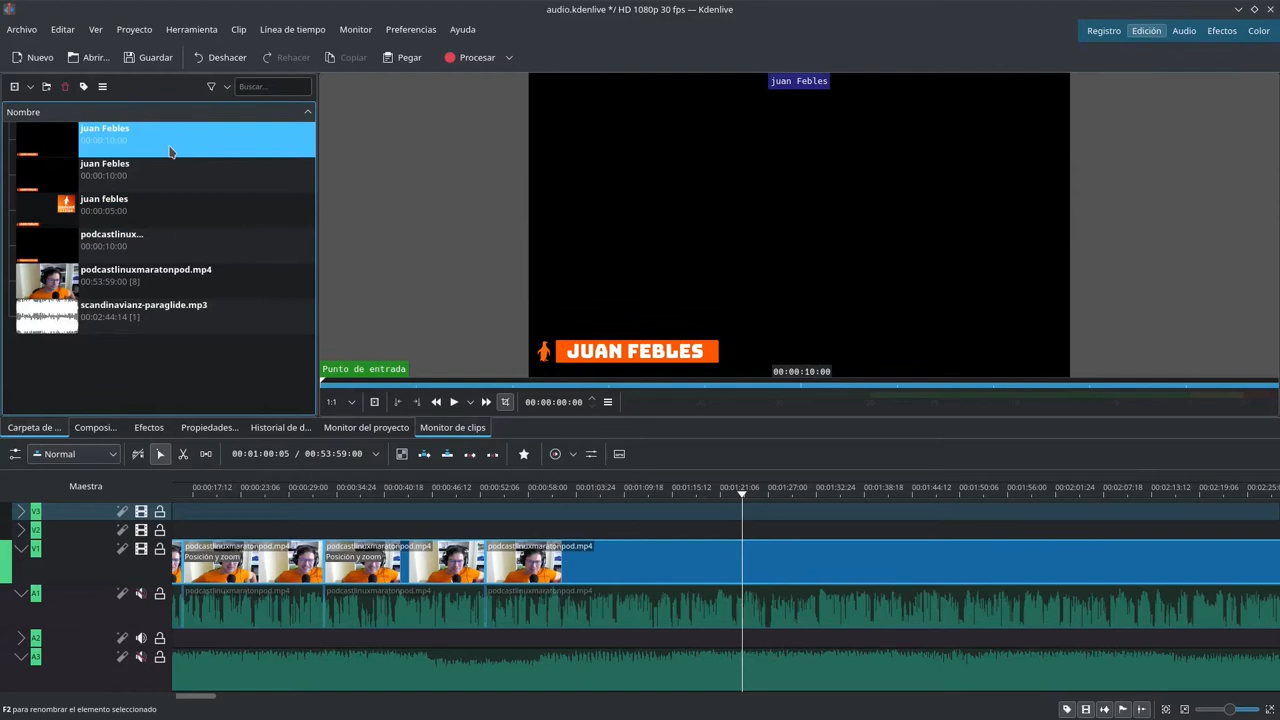 audio.kdenlive */ HD 1080p 30 fps — Kdenlive
Archivo Editar Ver Proyecto Herramienta Clip Línea de tiempo Monitor Preferencias Ayuda
Registro Edición Audio Efectos Color
Nuevo Abrir... Guardar Deshacer Rehacer Copiar Pegar Procesar
Buscar...
Nombre
juan Febles
00:00:10:00
juan Febles
00:00:10:00
juan febles
00:00:05:00
podcastlinux...
00:00:10:00
podcastlinuxmaratonpod.mp4
00:53:59:00 [8]
scandinavianz-paraglide.mp3
00:02:44:14 [1]
juan Febles
JUAN FEBLES
Punto de entrada
00:00:10:00
1:1
00:00:00:00
Carpeta de ... Composi... Efectos Propiedades... Historial de d... Monitor del proyecto Monitor de clips
Normal
00:01:00:05 / 00:53:59:00
Maestra
00:00:17:12 00:00:23:06 00:00:29:00 00:00:34:24 00:00:40:18 00:00:46:12 00:00:52:06 00:00:58:00 00:01:03:24 00:01:09:18 00:01:15:12 00:01:21:06 00:01:27:00 00:01:32:24 00:01:38:18 00:01:44:12 00:01:50:06 00:01:56:00 00:02:01:24 00:02:07:18 00:02:13:12 00:02:19:06 00:02:25:
V3
V2
V1
podcastlinuxmaratonpod.mp4 podcastlinuxmaratonpod.mp4 podcastlinuxmaratonpod.mp4
Posición y zoom Posición y zoom
A1
podcastlinuxmaratonpod.mp4 podcastlinuxmaratonpod.mp4 podcastlinuxmaratonpod.mp4
A2
A3
F2 para renombrar el elemento seleccionado